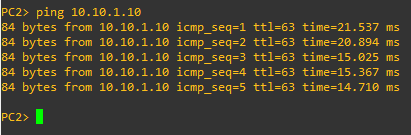 PC2> ping 10.10.1.10
84 bytes from 10.10.1.10 icmp_seq=1 ttl=63 time=21.537 ms
84 bytes from 10.10.1.10 icmp_seq=2 ttl=63 time=20.894 ms
84 bytes from 10.10.1.10 icmp_seq=3 ttl=63 time=15.025 ms
84 bytes from 10.10.1.10 icmp_seq=4 ttl=63 time=15.367 ms
84 bytes from 10.10.1.10 icmp_seq=5 ttl=63 time=14.710 ms
PC2>